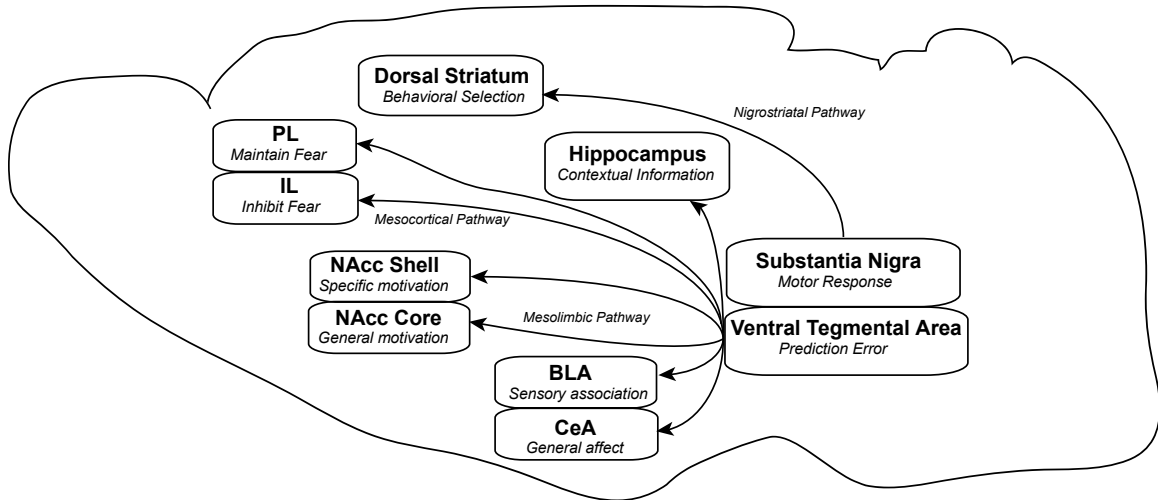 Dorsal Striatum
Behavioral Selection
Nigrostriatal Pathway
PL
Maintain Fear
Hippocampus
Contextual Information
IL
Inhibit Fear
Mesocortical Pathway
NAcc Shell
Specific motivation
Substantia Nigra
Motor Response
NAcc Core
General motivation
Mesolimbic Pathway
Ventral Tegmental Area
Prediction Error
BLA
Sensory association
CeA
General affect